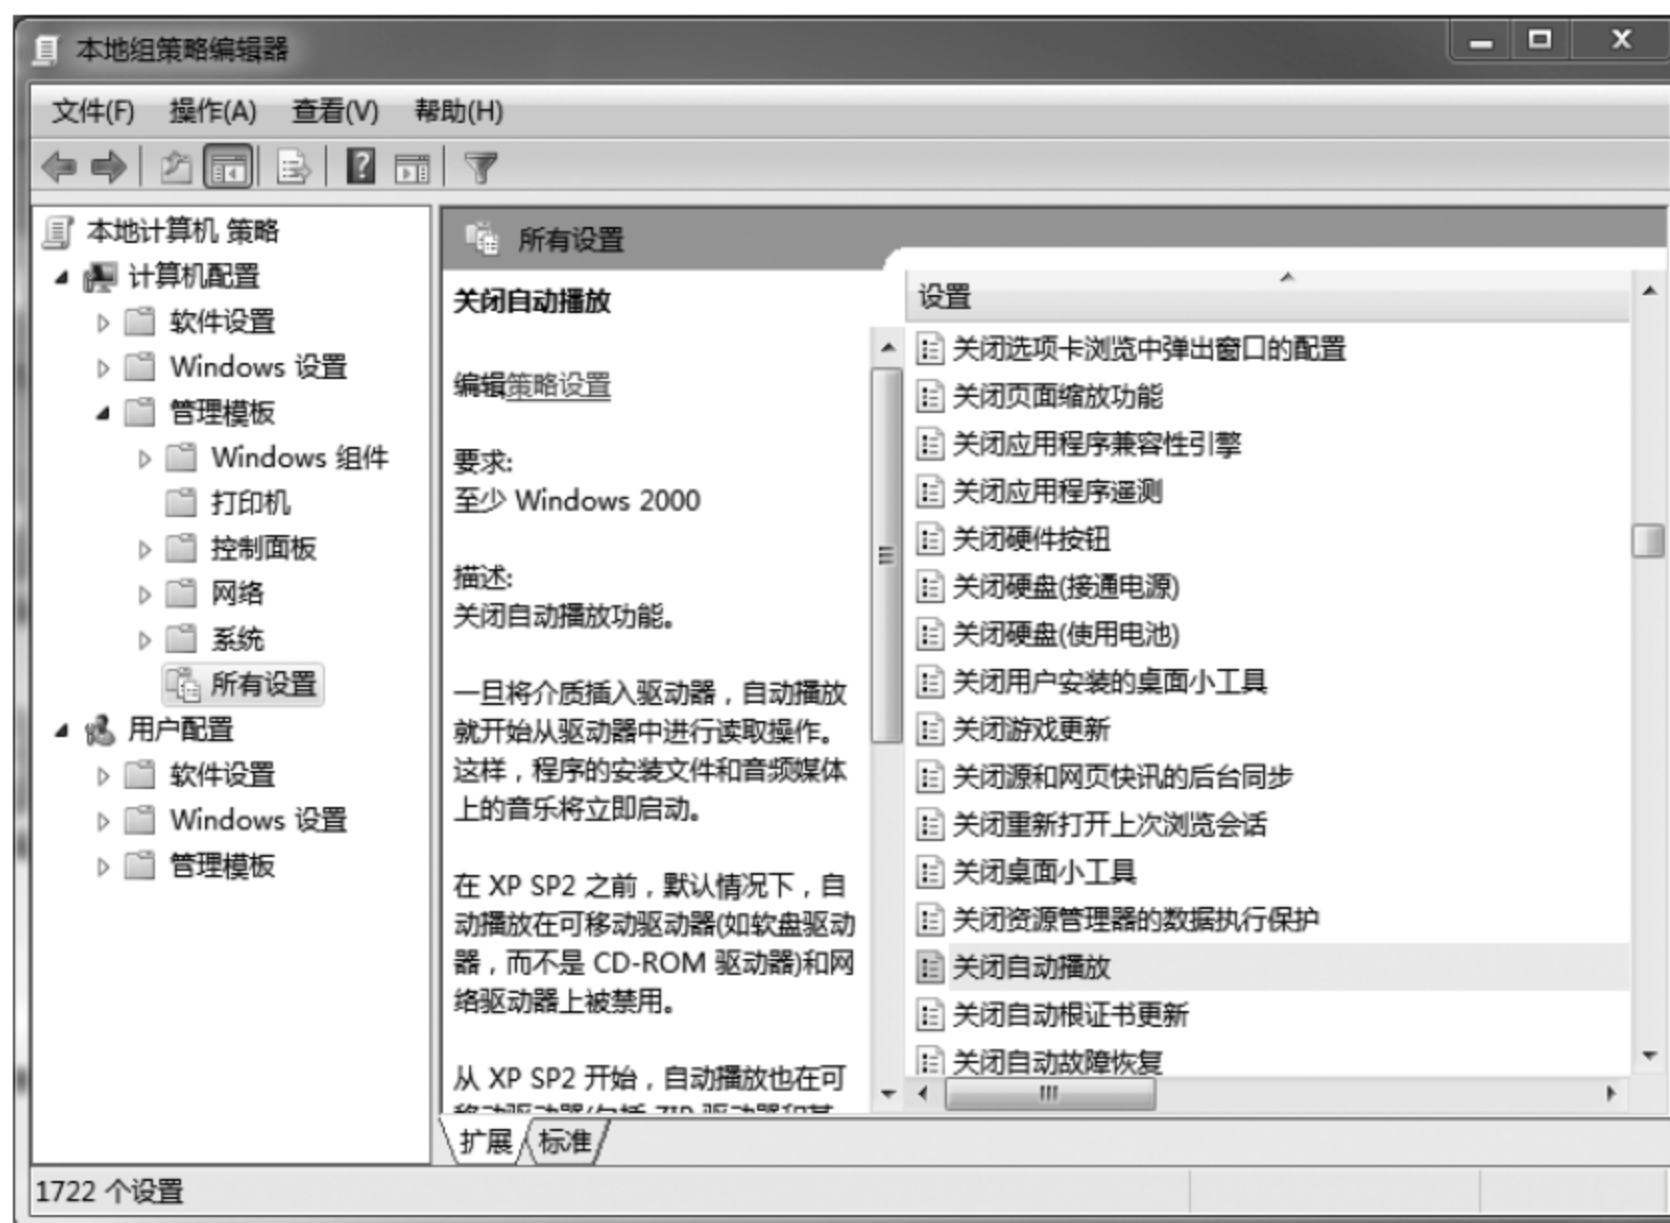 本地组策略编辑器
文件(F) 操作(A) 查看(V) 帮助(H)
本地计算机 策略
计算机配置
软件设置
Windows 设置
管理模板
Windows 组件
打印机
控制面板
网络
系统
所有设置
用户配置
软件设置
Windows 设置
管理模板
所有设置
关闭自动播放
编辑策略设置
要求:
至少 Windows 2000
描述:
关闭自动播放功能。
一旦将介质插入驱动器，自动播放
就开始从驱动器中进行读取操作。
这样，程序的安装文件和音频媒体
上的音乐将立即启动。
在 XP SP2 之前，默认情况下，自
动播放在可移动驱动器(如软盘驱动
器，而不是 CD-ROM 驱动器)和网
络驱动器上被禁用。
从 XP SP2 开始，自动播放也在可
设置
关闭选项卡浏览中弹出窗口的配置
关闭页面缩放功能
关闭应用程序兼容性引擎
关闭应用程序遥测
关闭硬件按钮
关闭硬盘(接通电源)
关闭硬盘(使用电池)
关闭用户安装的桌面小工具
关闭游戏更新
关闭源和网页快讯的后台同步
关闭重新打开上次浏览会话
关闭桌面小工具
关闭资源管理器的数据执行保护
关闭自动播放
关闭自动根证书更新
关闭自动故障恢复
扩展 标准
1722 个设置